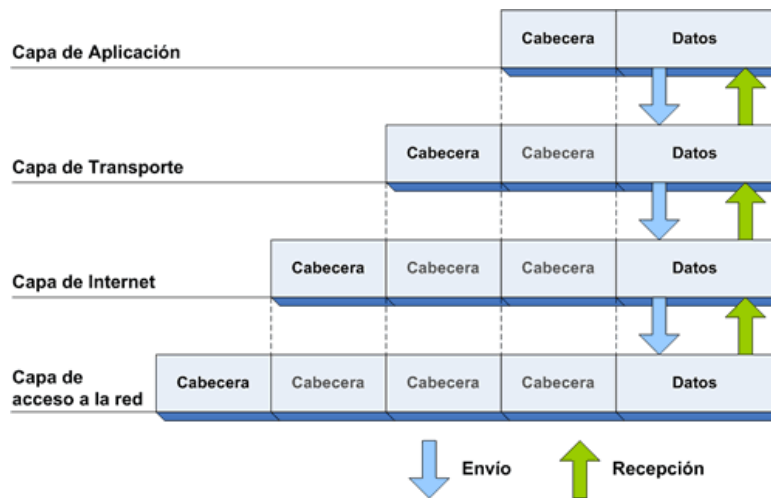 Cabecera Datos
Capa de Aplicación
Cabecera Cabecera Datos
Capa de Transporte
Cabecera Cabecera Cabecera Datos
Capa de Internet
Capa de
acceso a la red
Cabecera Cabecera Cabecera Cabecera Datos
Envío Recepción